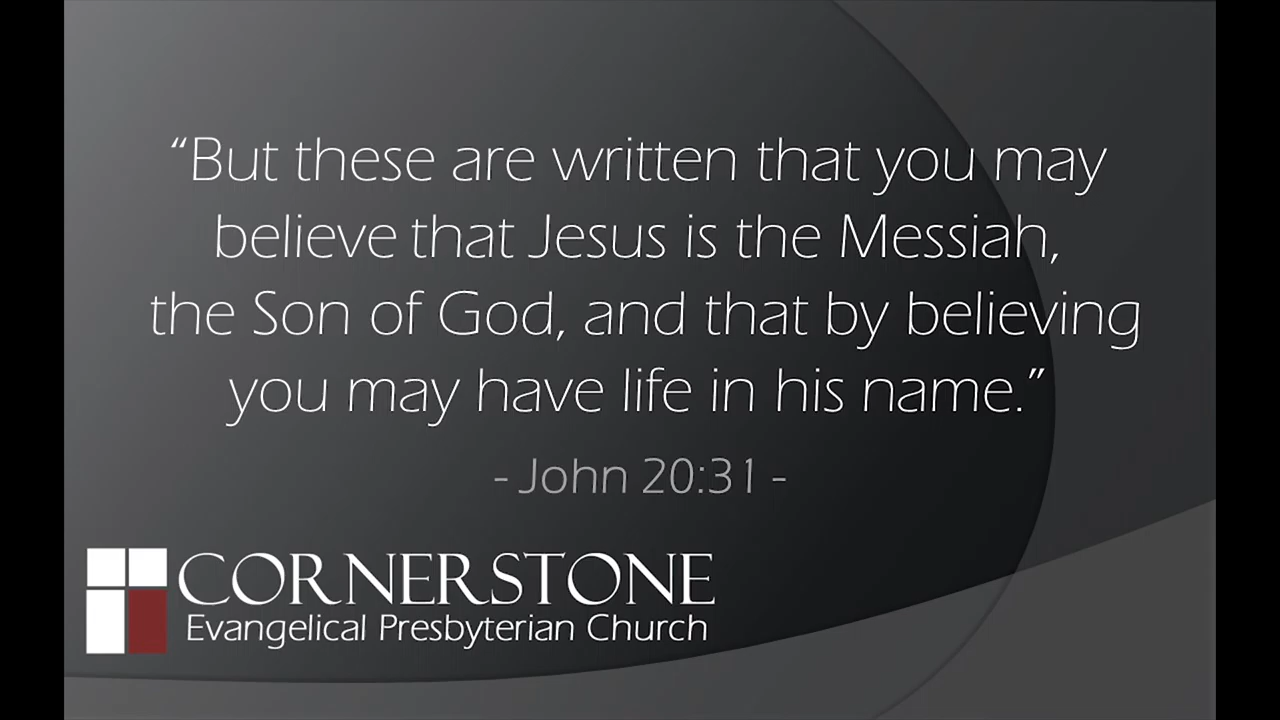 “But these are written that you may
believe that Jesus is the Messiah,
the Son of God, and that by believing
you may have life in his name.”
- John 20:31 -
CORNERSTONE
Evangelical Presbyterian Church